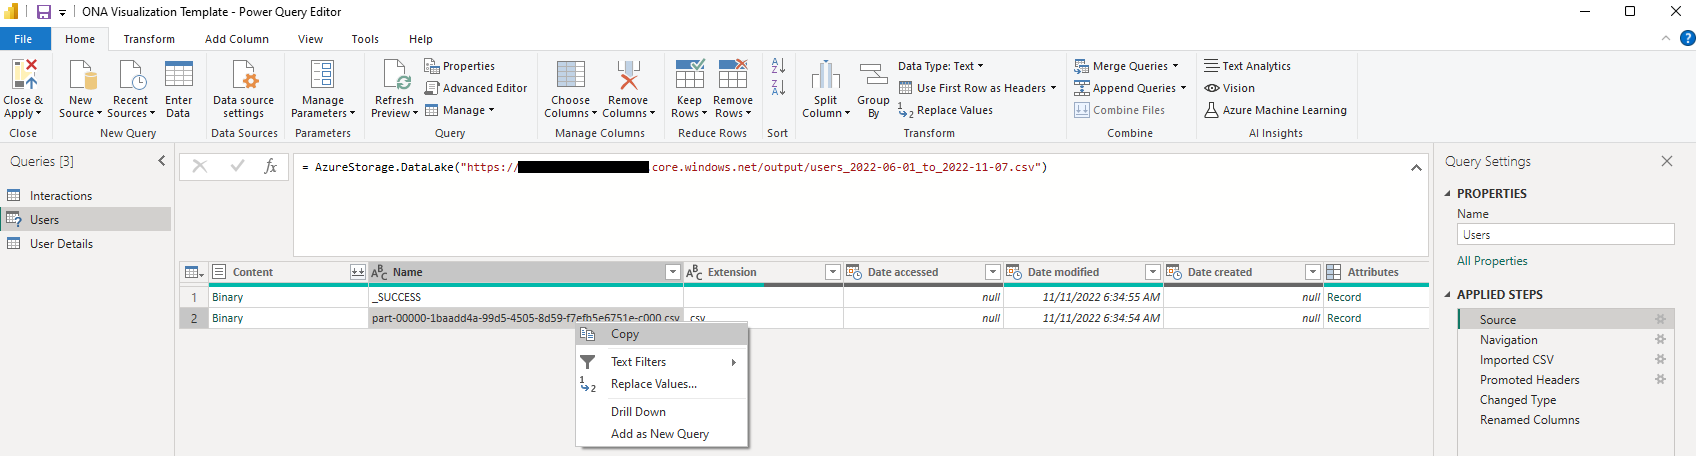 ONA Visualization Template - Power Query Editor
File Home Transform Add Column View Tools Help
Close & Apply
New Source
Recent Sources
Enter Data
Data source settings
Manage Parameters
Refresh Preview
Properties
Advanced Editor
Manage
Choose Columns
Remove Columns
Keep Rows
Remove Rows
Split Column
Group By
Data Type: Text
Use First Row as Headers
Replace Values
Merge Queries
Append Queries
Combine Files
Text Analytics
Vision
Azure Machine Learning
Close New Query Data Sources Parameters Query Manage Columns Reduce Rows Sort Transform Combine AI Insights
Queries [3]
Interactions
Users
User Details
= AzureStorage.DataLake("https:// core.windows.net/output/users_2022-06-01_to_2022-11-07.csv")
Content Name Extension Date accessed Date modified Date created Attributes
1 Binary _SUCCESS null 11/11/2022 6:34:55 AM null Record
2 Binary part-00000-1baadd4a-99d5-4505-8d59-f7efb5e6751e-c000.csv .csv null 11/11/2022 6:34:54 AM null Record
Copy
Text Filters
Replace Values...
Drill Down
Add as New Query
Query Settings
PROPERTIES
Name
Users
All Properties
APPLIED STEPS
Source
Navigation
Imported CSV
Promoted Headers
Changed Type
Renamed Columns